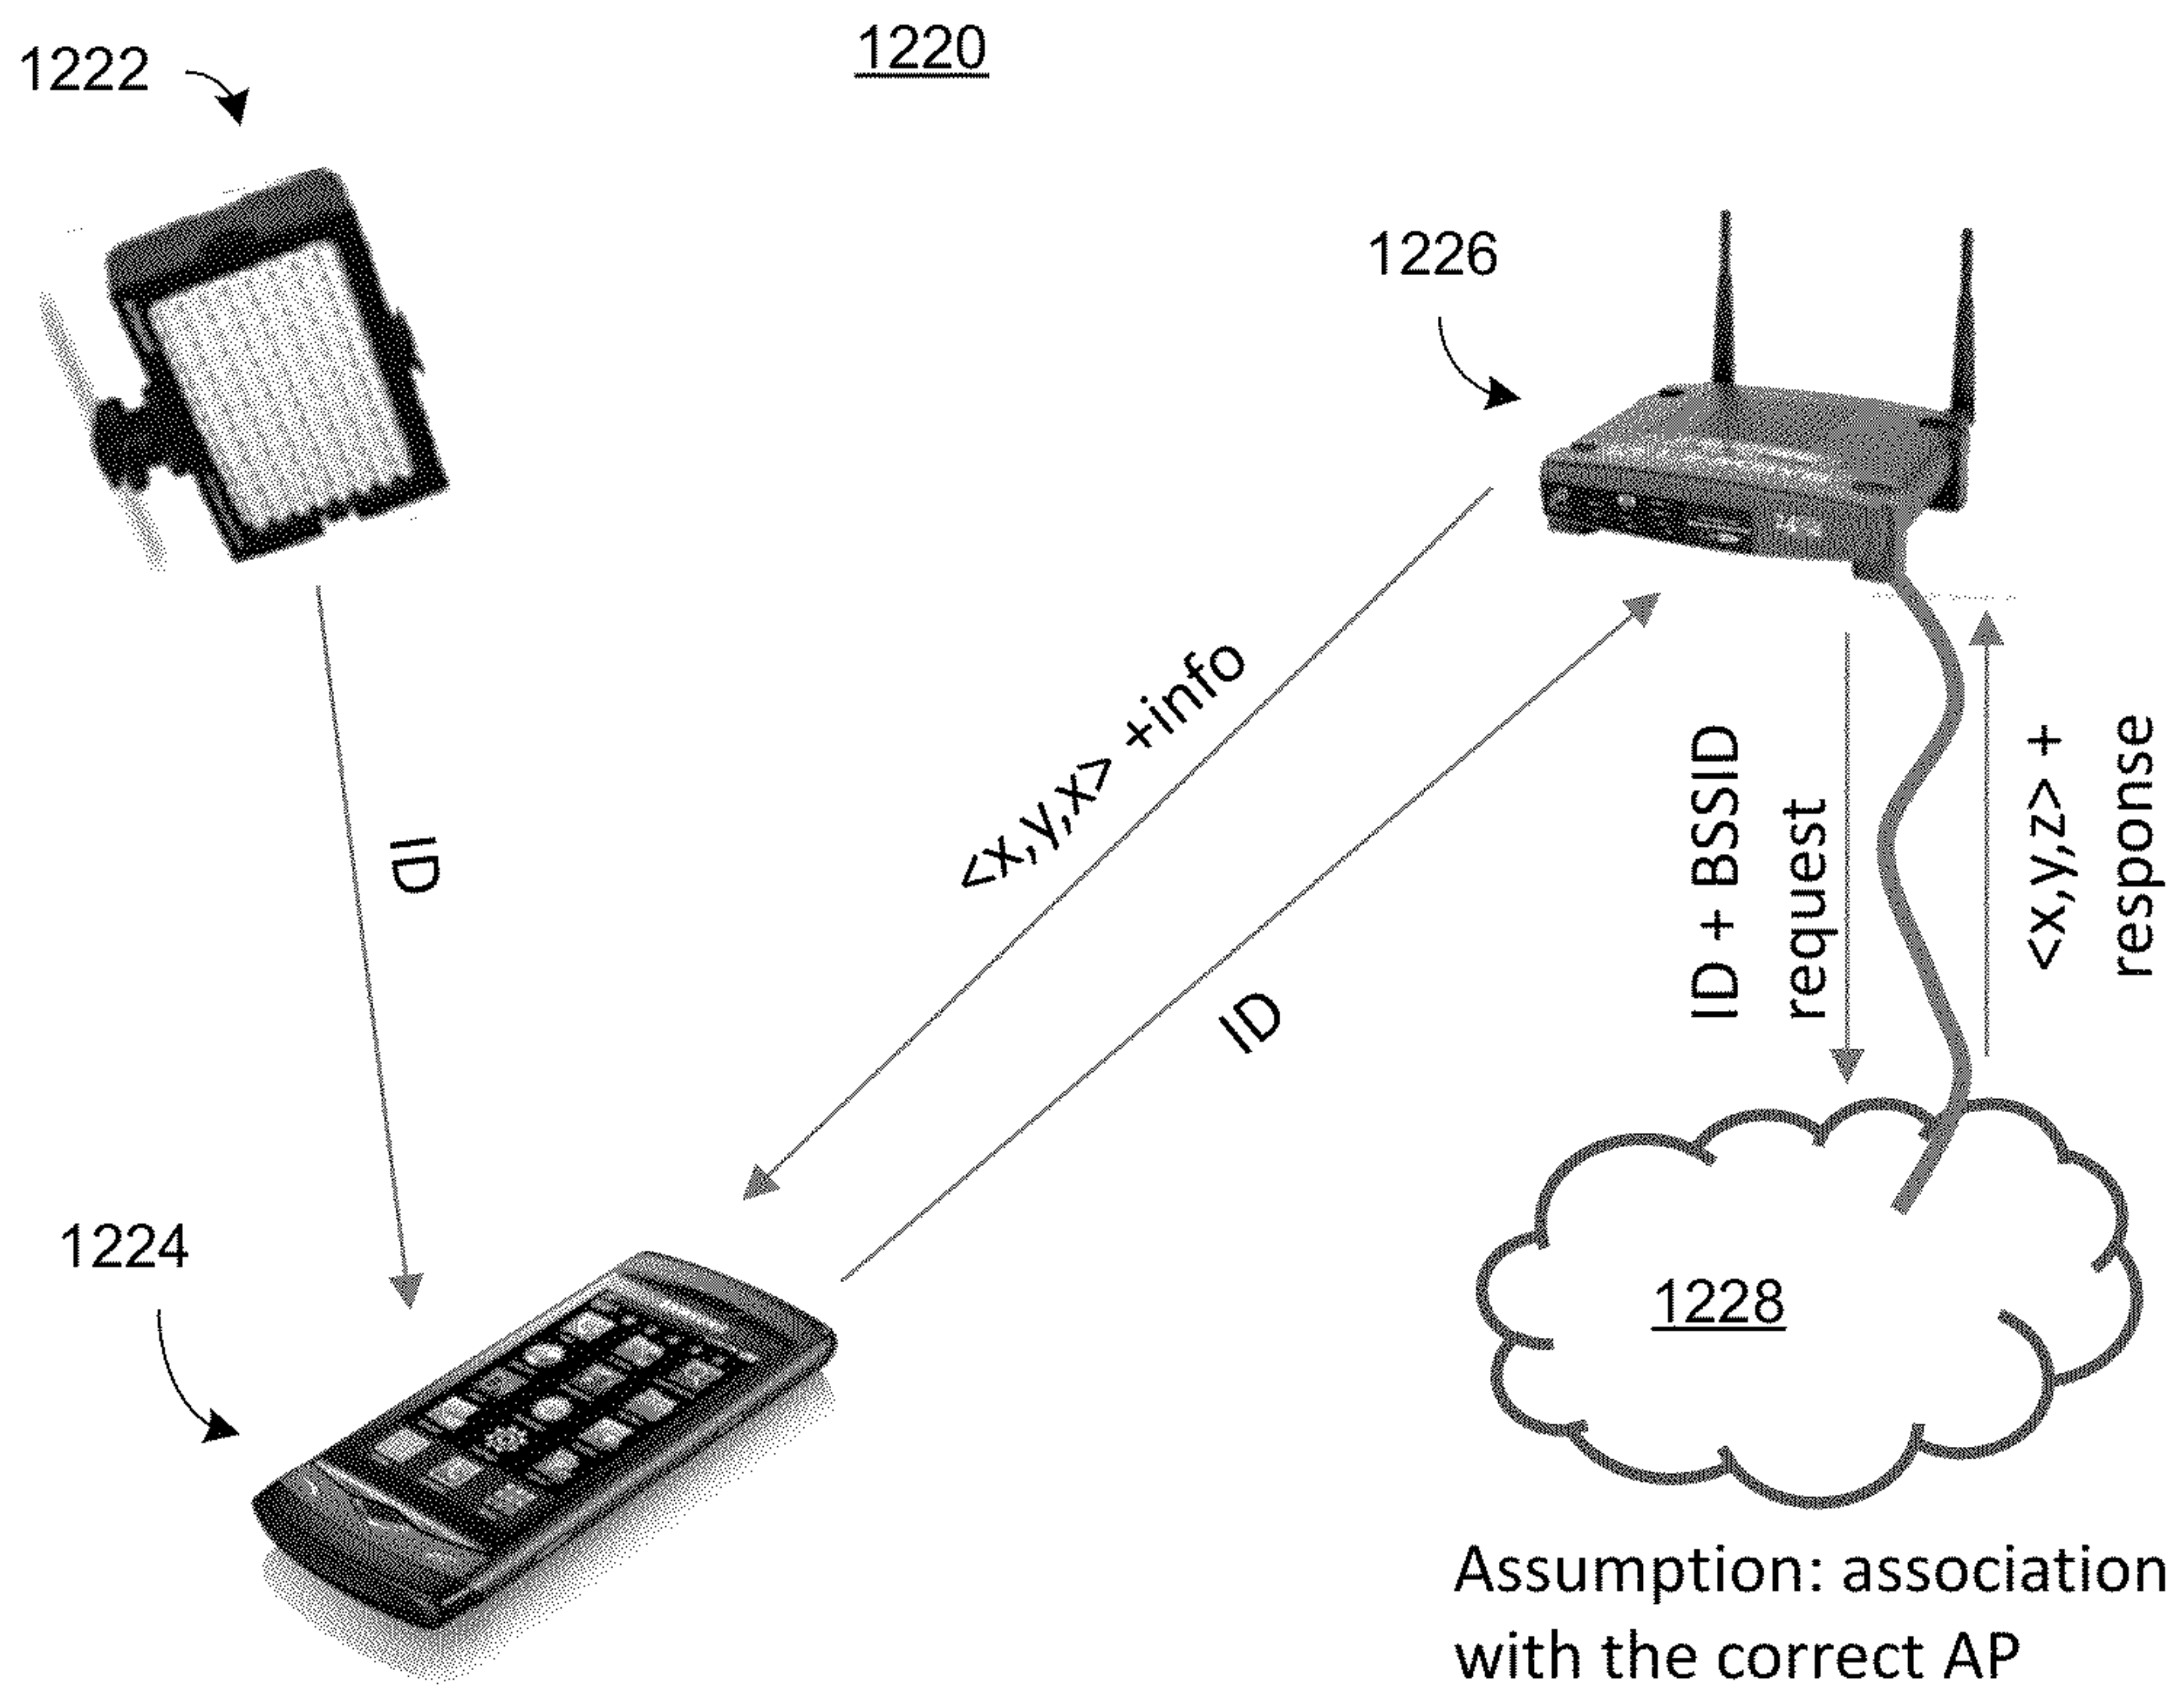 1220
1222
1226
<x,y,x> +info
ID
ID
ID + BSSID
request
<x,y,z> +
response
1224
1228
Assumption: association
with the correct AP